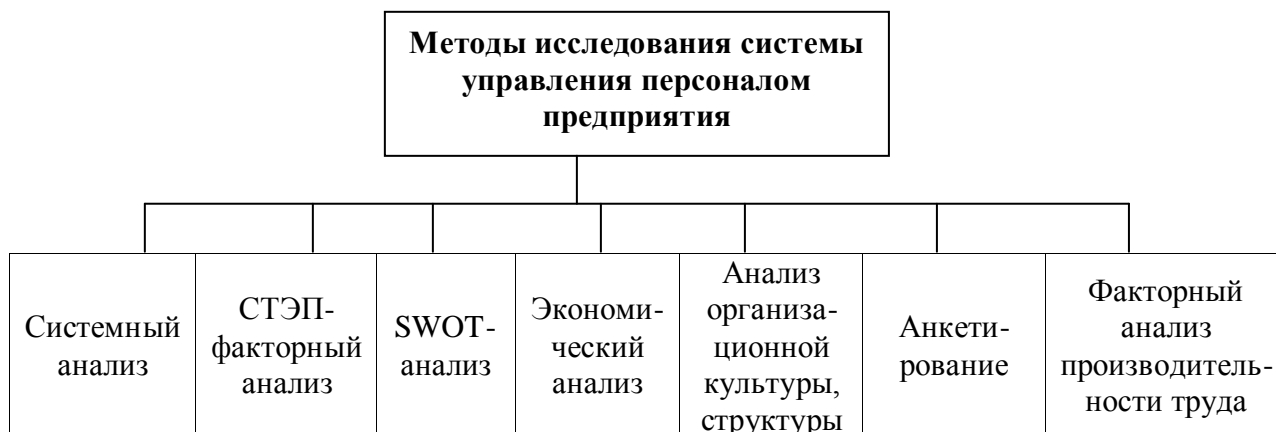 Методы исследования системы
управления персоналом
предприятия
Системный
анализ
СТЭП-
факторный
анализ
SWOT-
анализ
Экономи-
ческий
анализ
Анализ
организа-
ционной
культуры,
структуры
Анкети-
рование
Факторный
анализ
производитель-
ности труда